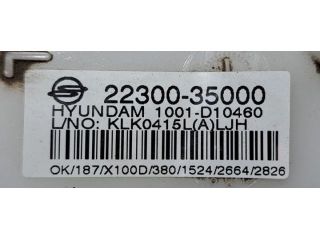 22300-35000
HYUNDAM 1001-D10460
L/NO: KLK0415L(A)LJH
OK/187/X100D/380/1524/2664/2826